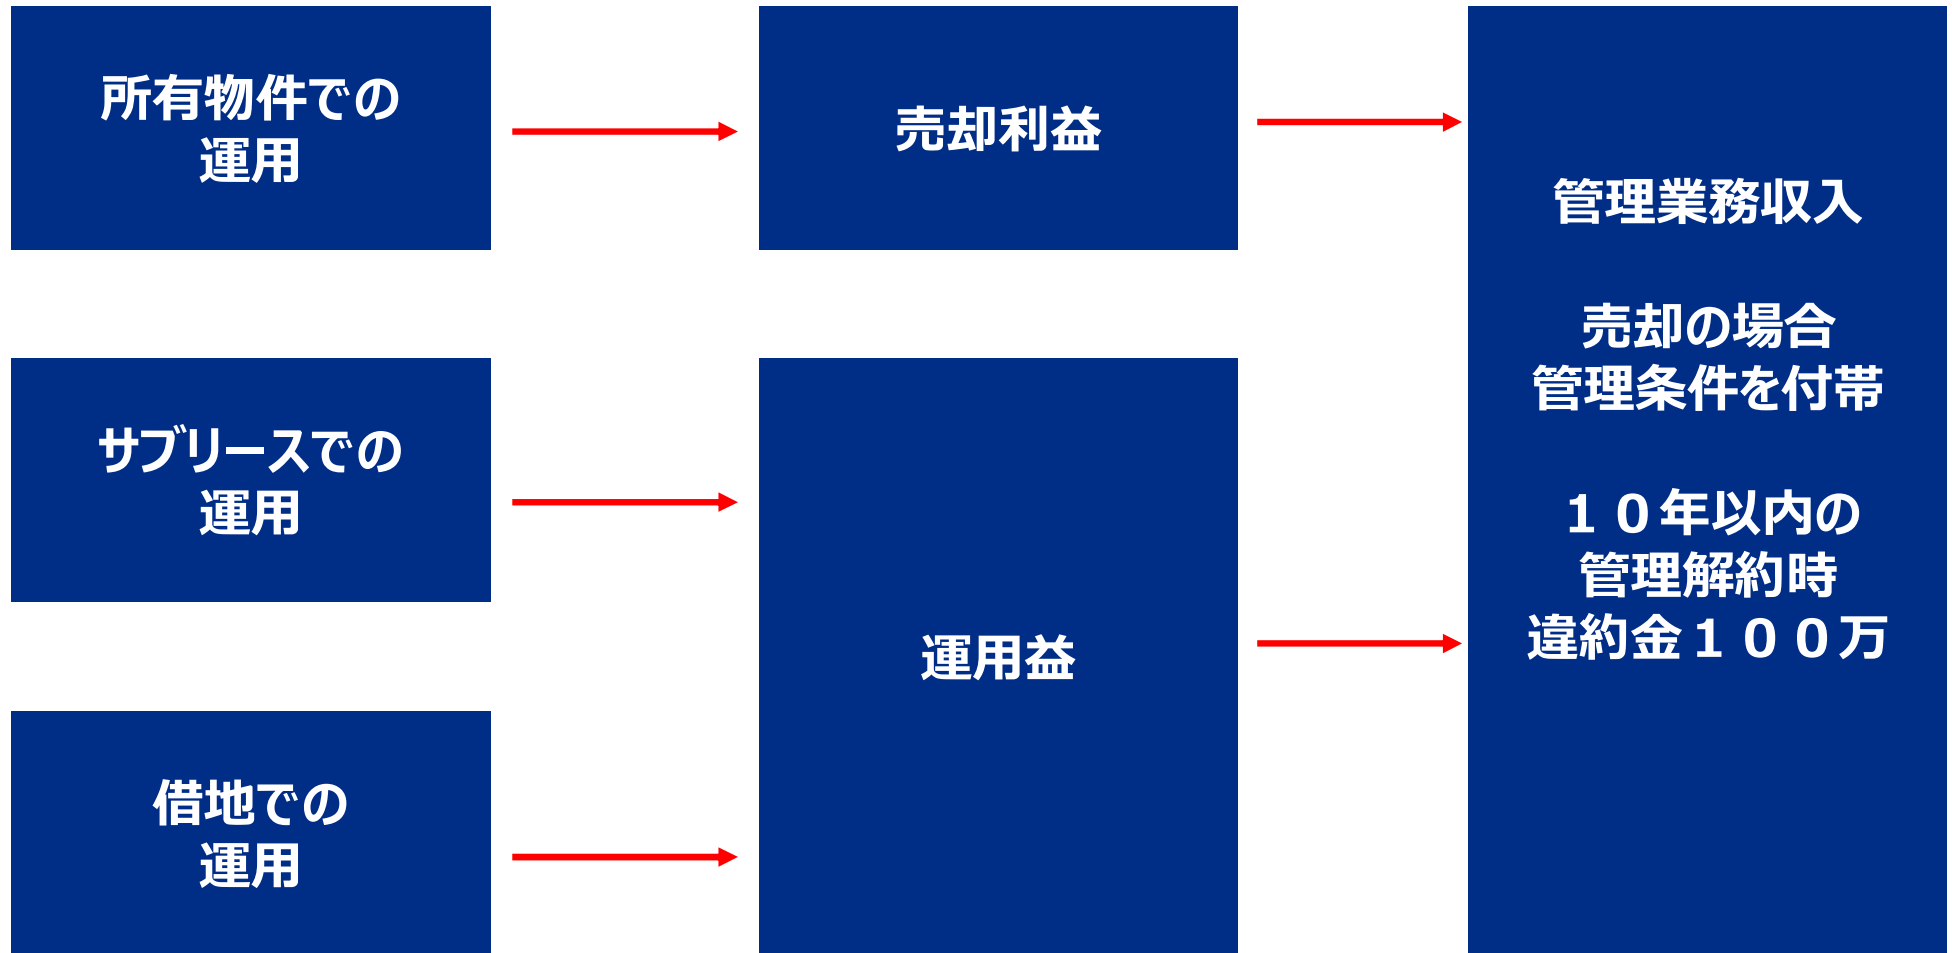 所有物件での
運用
売却利益
サブリースでの
運用
運用益
借地での
運用
管理業務収入
売却の場合
管理条件を付帯
１０年以内の
管理解約時
違約金１００万